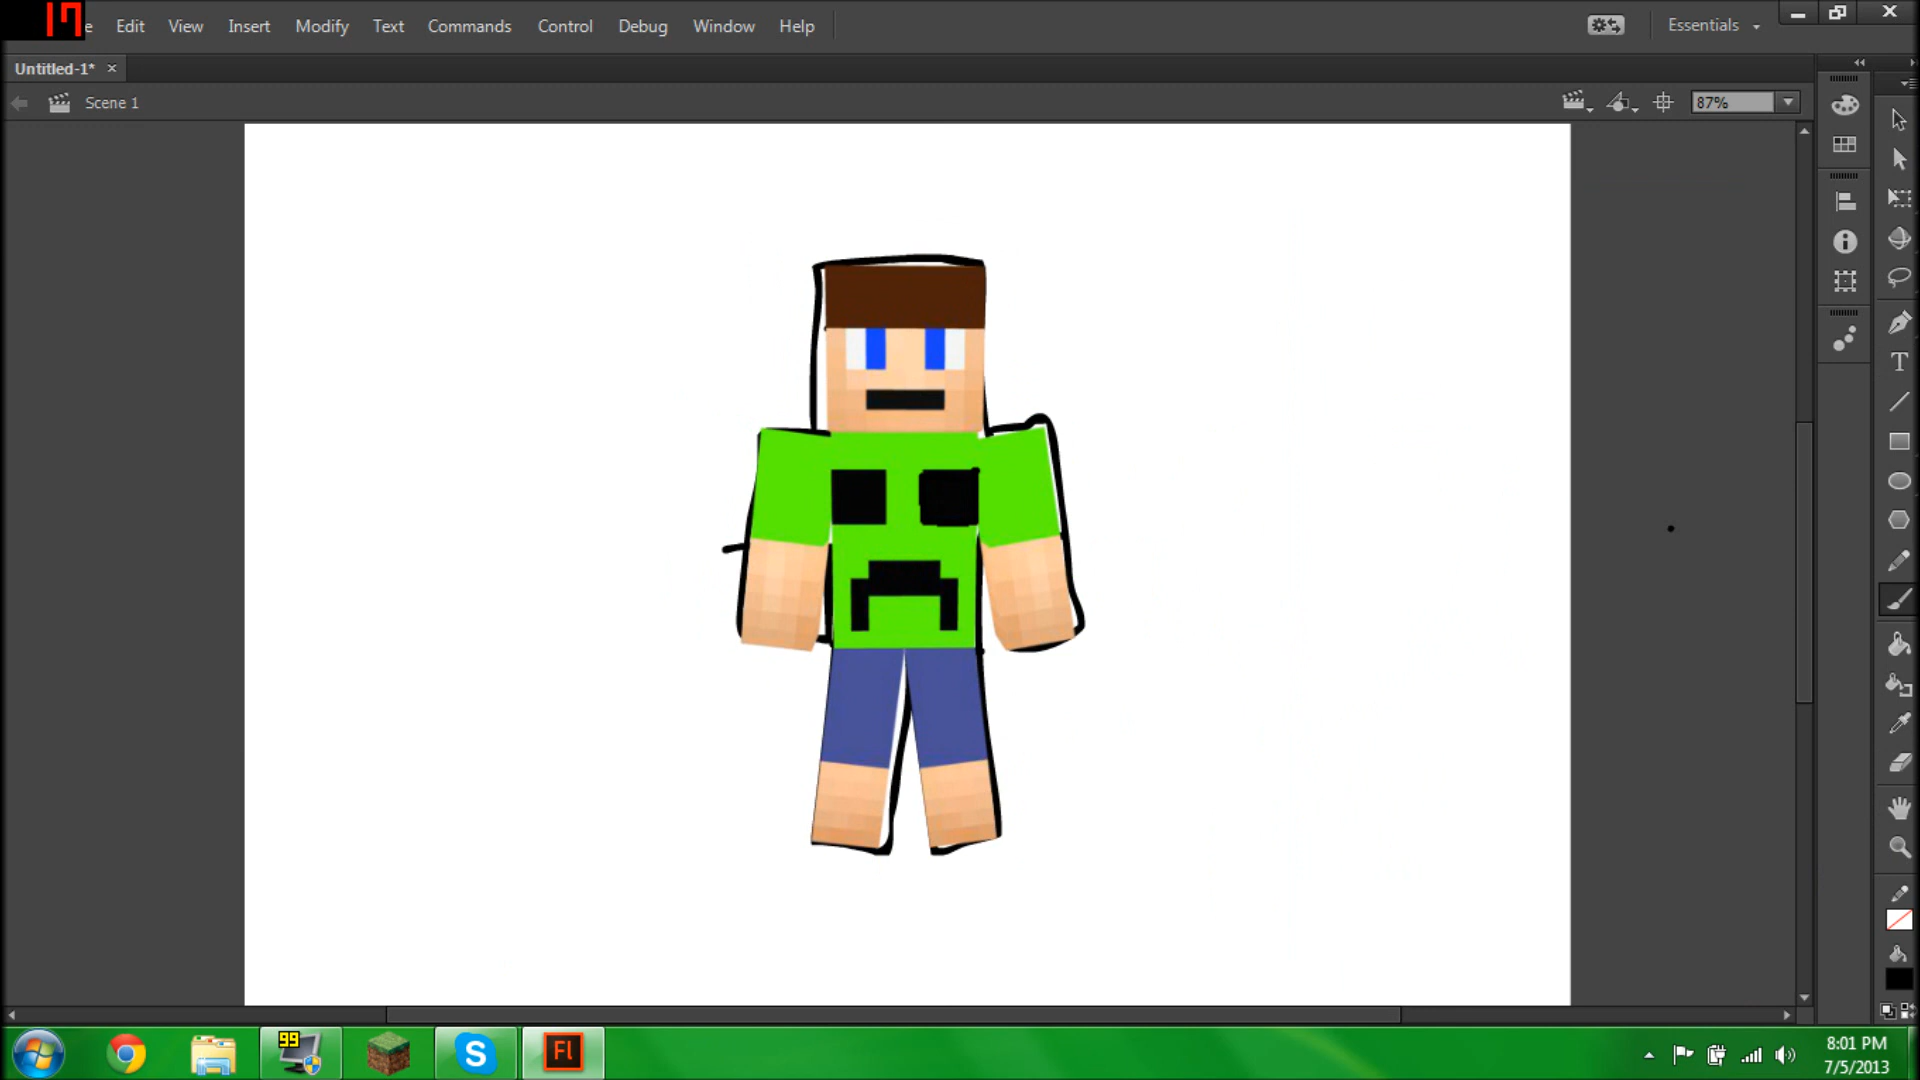 17
e Edit View Insert Modify Text Commands Control Debug Window Help
Essentials
Untitled-1*
Scene 1
87%
T
99
S
Fl
8:01 PM
7/5/2013